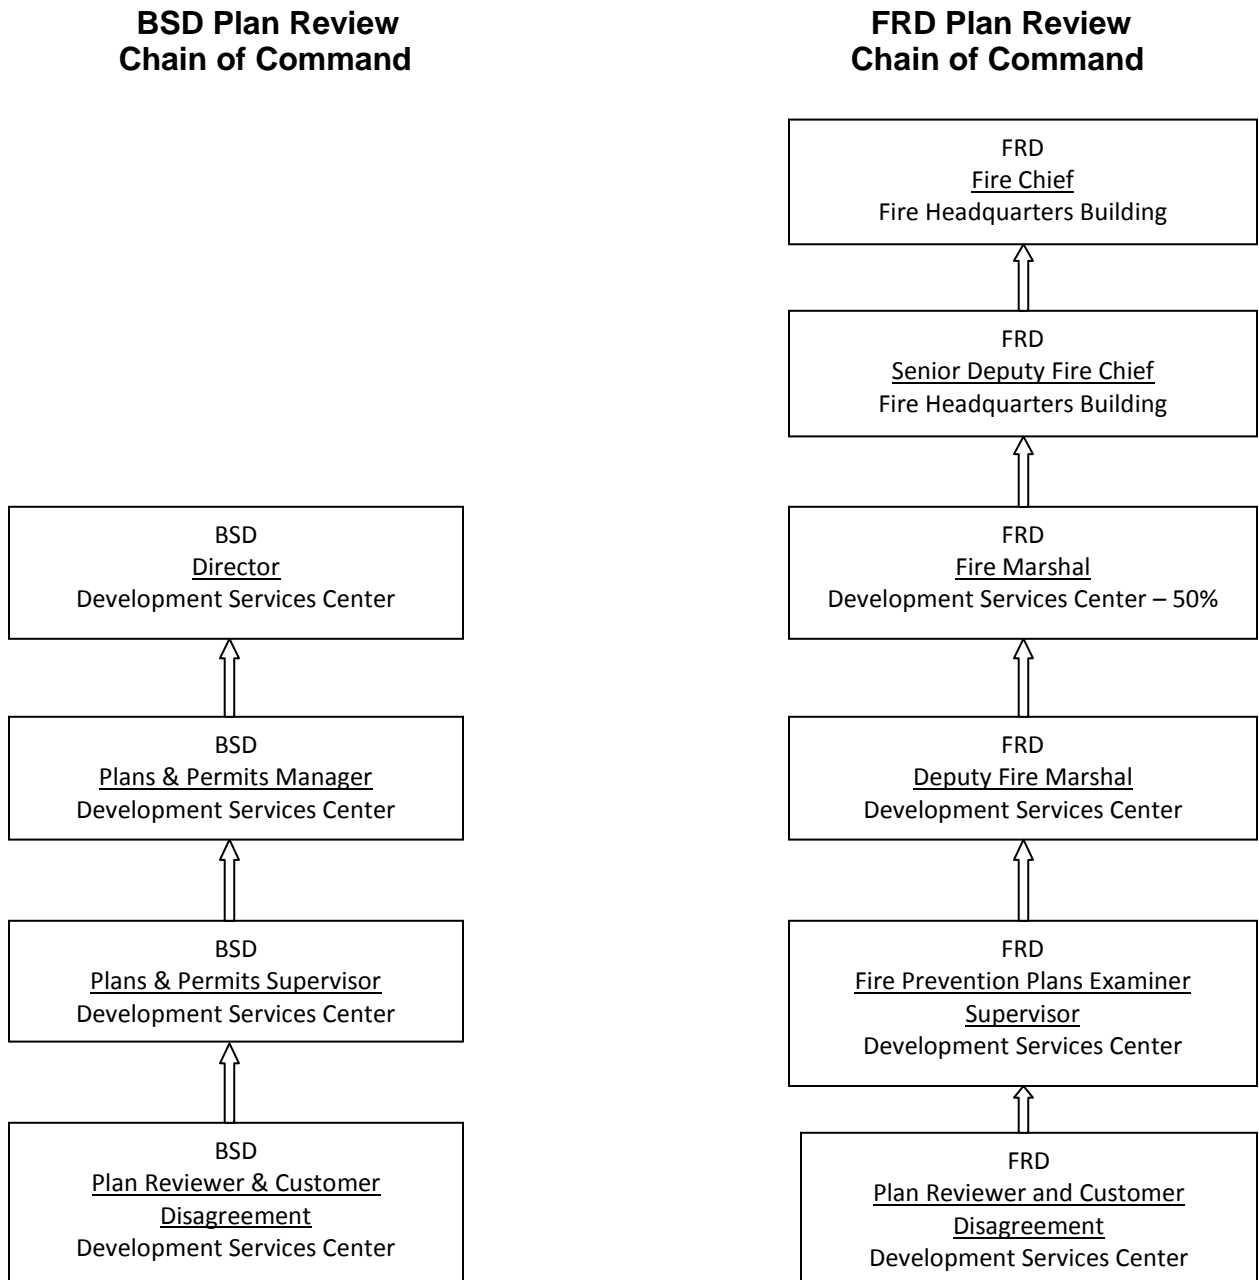 BSD Plan Review
Chain of Command
BSD
Director
Development Services Center
BSD
Plans & Permits Manager
Development Services Center
BSD
Plans & Permits Supervisor
Development Services Center
BSD
Plan Reviewer & Customer
Disagreement
Development Services Center
FRD Plan Review
Chain of Command
FRD
Fire Chief
Fire Headquarters Building
FRD
Senior Deputy Fire Chief
Fire Headquarters Building
FRD
Fire Marshal
Development Services Center – 50%
FRD
Deputy Fire Marshal
Development Services Center
FRD
Fire Prevention Plans Examiner
Supervisor
Development Services Center
FRD
Plan Reviewer and Customer
Disagreement
Development Services Center